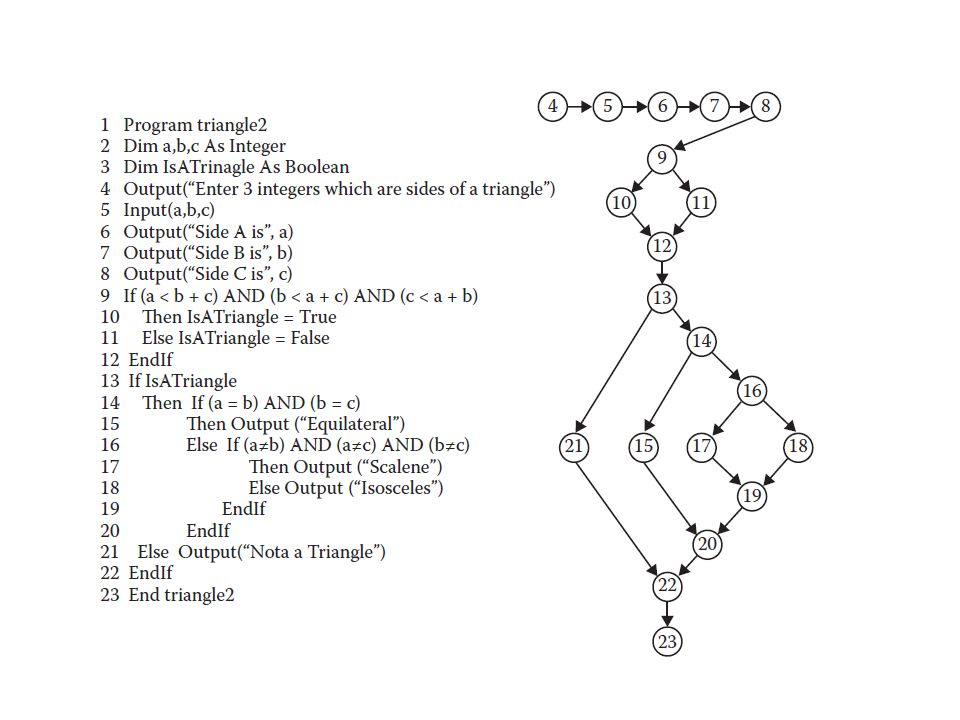 1 Program triangle2
2 Dim a,b,c As Integer
3 Dim IsATrinagle As Boolean
4 Output(“Enter 3 integers which are sides of a triangle”)
5 Input(a,b,c)
6 Output(“Side A is”, a)
7 Output(“Side B is”, b)
8 Output(“Side C is”, c)
9 If (a < b + c) AND (b < a + c) AND (c < a + b)
10 Then IsATriangle = True
11 Else IsATriangle = False
12 EndIf
13 If IsATriangle
14 Then If (a = b) AND (b = c)
15 Then Output (“Equilateral”)
16 Else If (a≠b) AND (a≠c) AND (b≠c)
17 Then Output (“Scalene”)
18 Else Output (“Isosceles”)
19 EndIf
20 EndIf
21 Else Output(“Nota a Triangle”)
22 EndIf
23 End triangle2
4 5 6 7 8
9
10 11
12
13
14
16
21 15 17 18
19
20
22
23